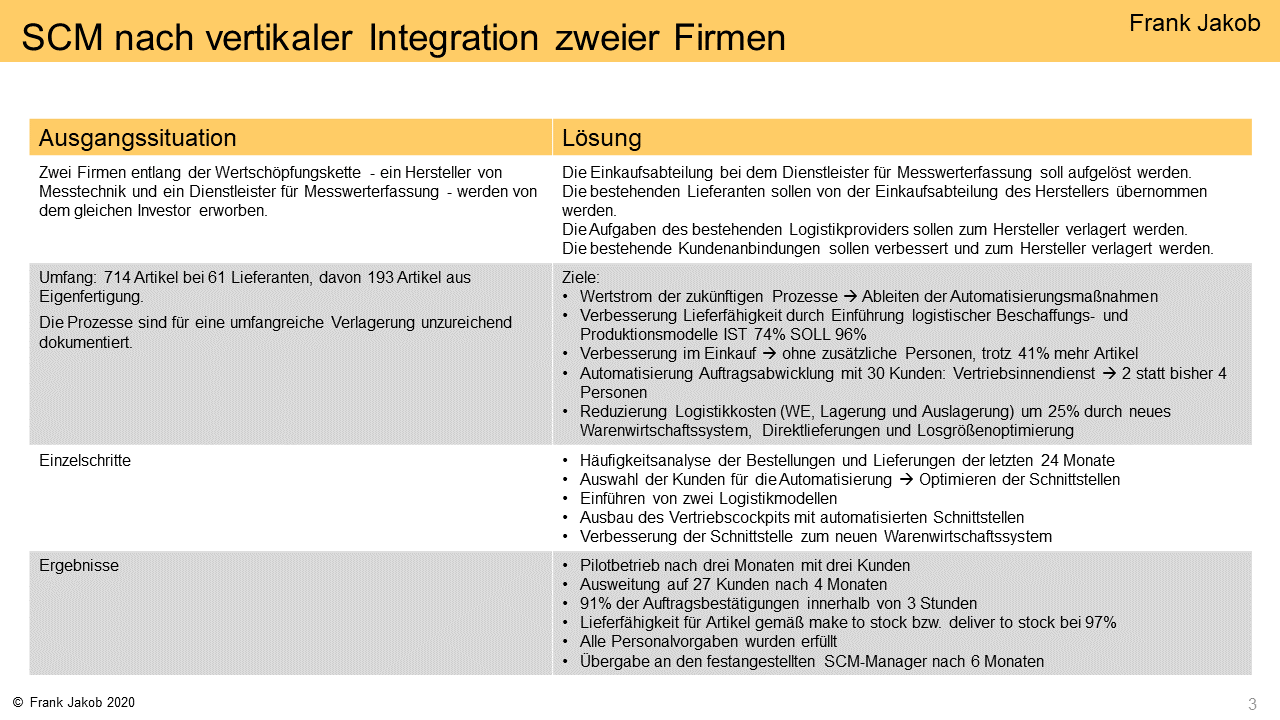 SCM nach vertikaler Integration zweier Firmen
Frank Jakob
Ausgangssituation
Lösung
Zwei Firmen entlang der Wertschöpfungskette - ein Hersteller von
Messtechnik und ein Dienstleister für Messwerterfassung - werden von
dem gleichen Investor erworben.
Die Einkaufsabteilung bei dem Dienstleister für Messwerterfassung soll aufgelöst werden.
Die bestehenden Lieferanten sollen von der Einkaufsabteilung des Herstellers übernommen
werden.
Die Aufgaben des bestehenden Logistikproviders sollen zum Hersteller verlagert werden.
Die bestehende Kundenanbindungen sollen verbessert und zum Hersteller verlagert werden.
Umfang: 714 Artikel bei 61 Lieferanten, davon 193 Artikel aus
Eigenfertigung.
Die Prozesse sind für eine umfangreiche Verlagerung unzureichend
dokumentiert.
Ziele:
• Wertstrom der zukünftigen Prozesse → Ableiten der Automatisierungsmaßnahmen
• Verbesserung Lieferfähigkeit durch Einführung logistischer Beschaffungs- und
Produktionsmodelle IST 74% SOLL 96%
• Verbesserung im Einkauf → ohne zusätzliche Personen, trotz 41% mehr Artikel
• Automatisierung Auftragsabwicklung mit 30 Kunden: Vertriebsinnendienst → 2 statt bisher 4
Personen
• Reduzierung Logistikkosten (WE, Lagerung und Auslagerung) um 25% durch neues
Warenwirtschaftssystem, Direktlieferungen und Losgrößenoptimierung
Einzelschritte
• Häufigkeitsanalyse der Bestellungen und Lieferungen der letzten 24 Monate
• Auswahl der Kunden für die Automatisierung → Optimieren der Schnittstellen
• Einführen von zwei Logistikmodellen
• Ausbau des Vertriebscockpits mit automatisierten Schnittstellen
• Verbesserung der Schnittstelle zum neuen Warenwirtschaftssystem
Ergebnisse
• Pilotbetrieb nach drei Monaten mit drei Kunden
• Ausweitung auf 27 Kunden nach 4 Monaten
• 91% der Auftragsbestätigungen innerhalb von 3 Stunden
• Lieferfähigkeit für Artikel gemäß make to stock bzw. deliver to stock bei 97%
• Alle Personalvorgaben wurden erfüllt
• Übergabe an den festangestellten SCM-Manager nach 6 Monaten
© Frank Jakob 2020
3